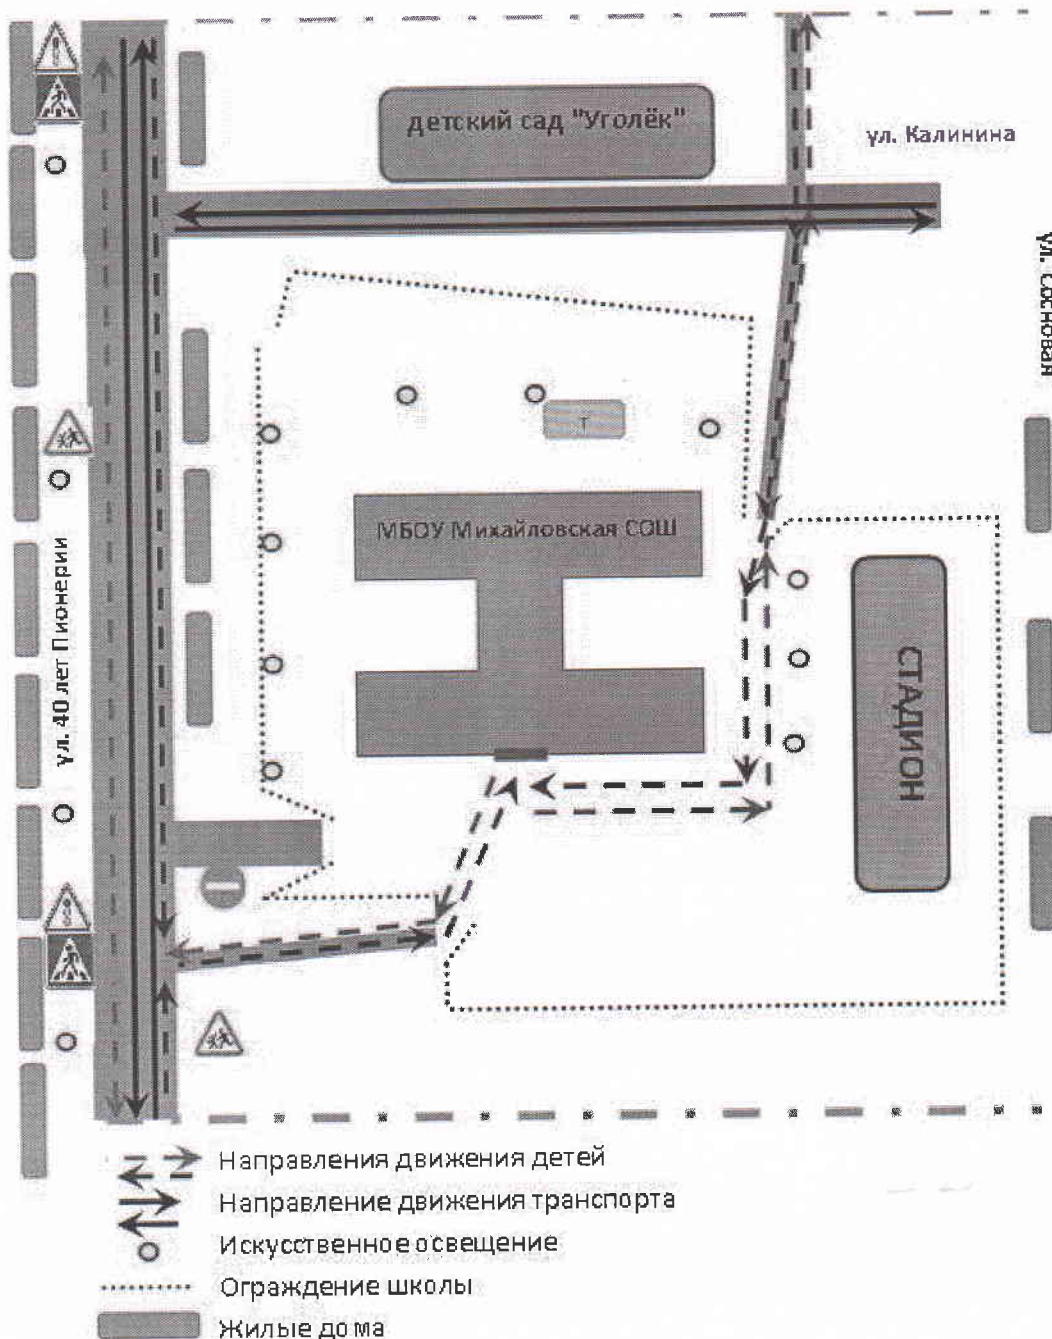 детский сад "Уголёк"
ул. Калинина
ул. Сосновая
Т
МБОУ Михайловская СОШ
ул. 40 лет Пионерии
СТАДИОН
Направления движения детей
Направление движения транспорта
Искусственное освещение
Ограждение школы
Жилые дома